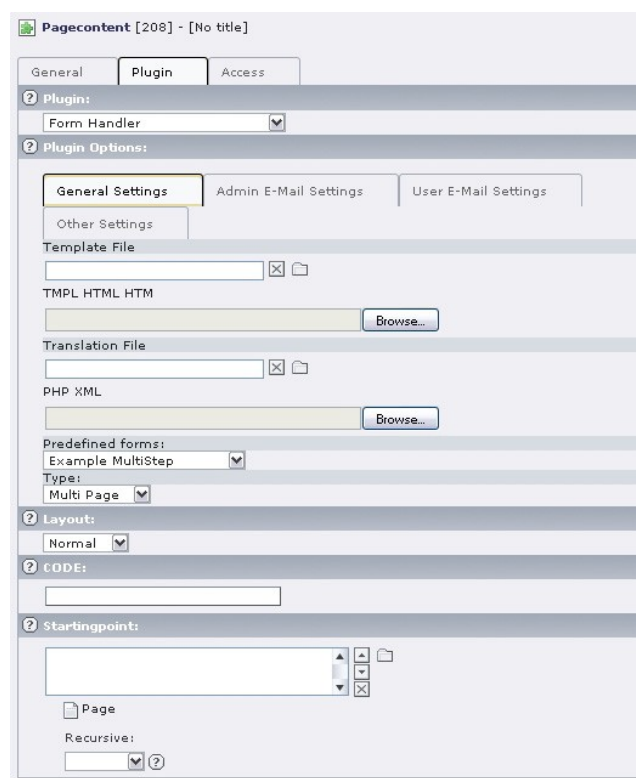 Pagecontent [208] - [No title]
General Plugin Access
? Plugin:
Form Handler
? Plugin Options:
General Settings Admin E-Mail Settings User E-Mail Settings
Other Settings
Template File
TMPL HTML HTM
Browse...
Translation File
PHP XML
Browse...
Predefined forms:
Example MultiStep
Type:
Multi Page
? Layout:
Normal
? CODE:
? Startingpoint:
Page
Recursive:
?